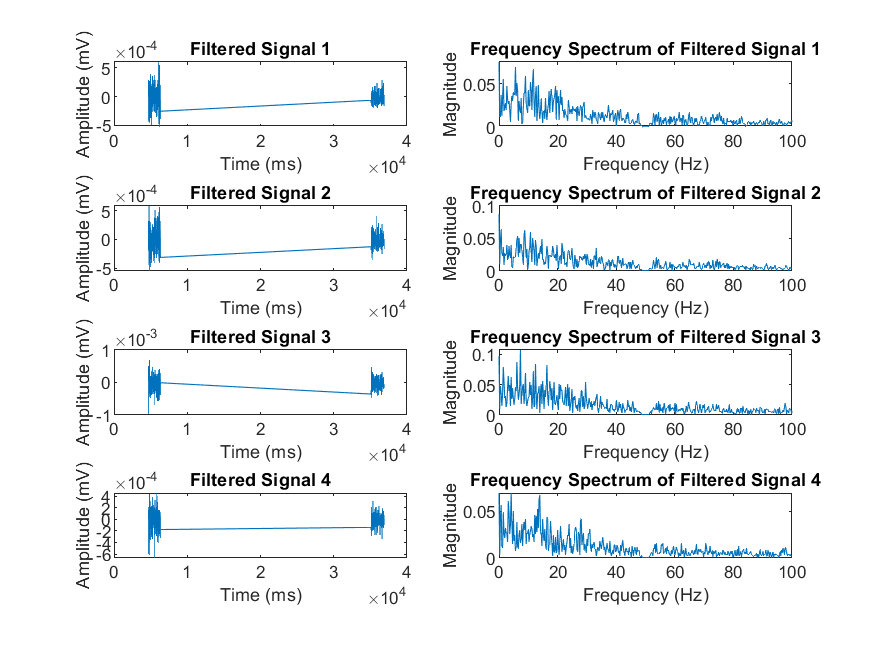 Filtered Signal 1
×10⁻⁴
Amplitude (mV)
5
0
-5
0 1 2 3 4
Time (ms)
×10⁴
Frequency Spectrum of Filtered Signal 1
Magnitude
0.05
0
0 20 40 60 80 100
Frequency (Hz)
Filtered Signal 2
×10⁻⁴
Amplitude (mV)
5
0
-5
0 1 2 3 4
Time (ms)
×10⁴
Frequency Spectrum of Filtered Signal 2
Magnitude
0.1
0.05
0
0 20 40 60 80 100
Frequency (Hz)
Filtered Signal 3
×10⁻³
Amplitude (mV)
1
0
-1
0 1 2 3 4
Time (ms)
×10⁴
Frequency Spectrum of Filtered Signal 3
Magnitude
0.1
0.05
0
0 20 40 60 80 100
Frequency (Hz)
Filtered Signal 4
×10⁻⁴
Amplitude (mV)
4
2
0
-2
-4
-6
0 1 2 3 4
Time (ms)
×10⁴
Frequency Spectrum of Filtered Signal 4
Magnitude
0.05
0
0 20 40 60 80 100
Frequency (Hz)